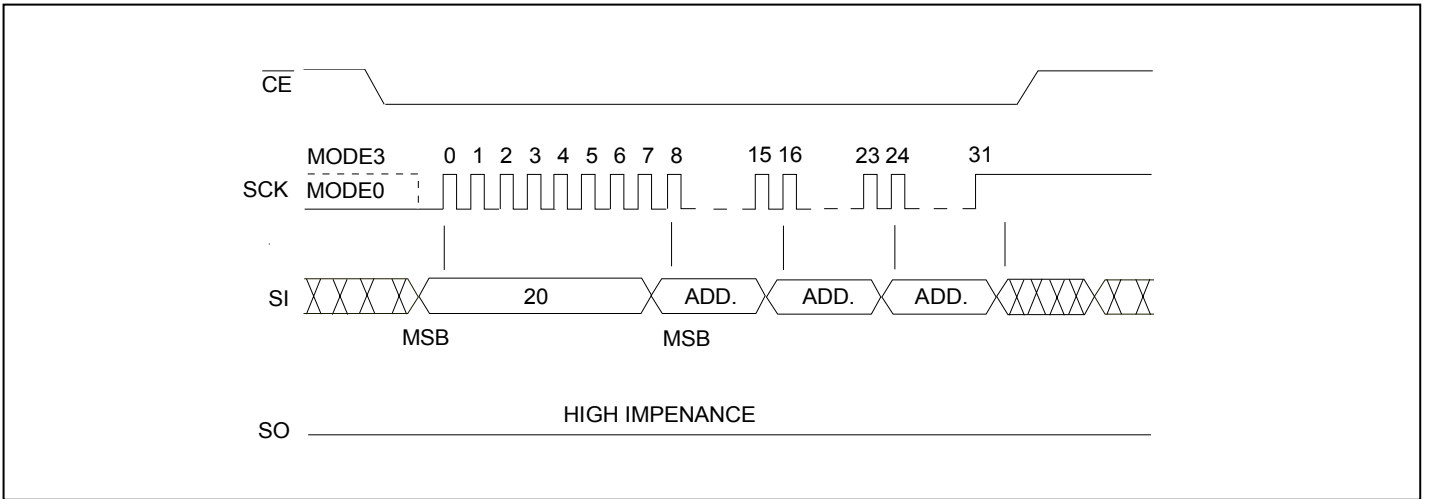 CE
MODE3 0 1 2 3 4 5 6 7 8 15 16 23 24 31
SCK MODE0
SI 20 ADD. ADD. ADD.
MSB MSB
HIGH IMPENANCE
SO